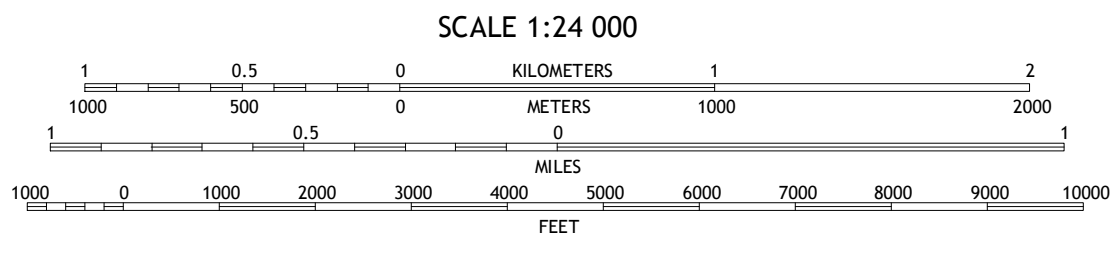 SCALE 1:24 000
1 0.5 0 KILOMETERS 1 2
1000 500 0 METERS 1000 2000
1 0.5 0 1
MILES
1000 0 1000 2000 3000 4000 5000 6000 7000 8000 9000 10000
FEET